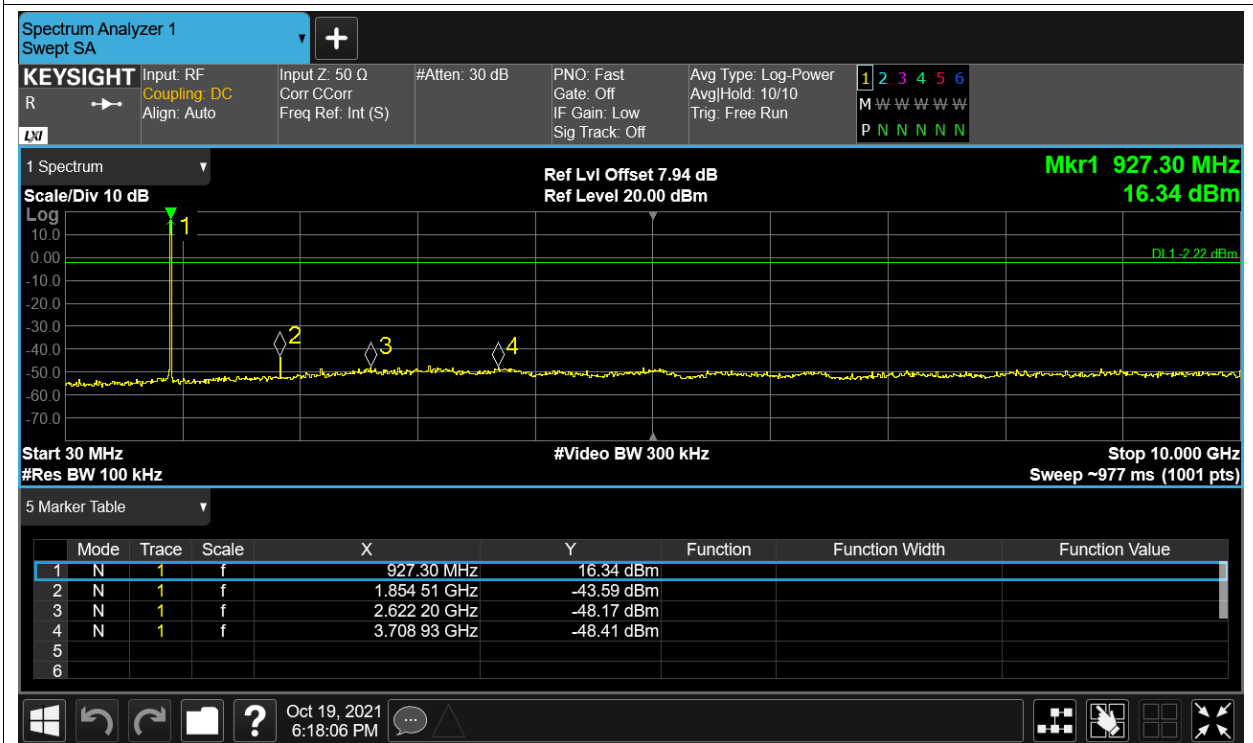 Spectrum Analyzer 1
Swept SA
+
KEYSIGHT Input: RF Input Z: 50 Ω #Atten: 30 dB PNO: Fast Avg Type: Log-Power 1 2 3 4 5 6
R Coupling: DC Corr CCorr Gate: Off Avg|Hold: 10/10 M W W W W W
Align: Auto Freq Ref: Int (S) IF Gain: Low Trig: Free Run
LXI Sig Track: Off P N N N N N
1 Spectrum Ref Lvl Offset 7.94 dB Mkr1 927.30 MHz
Scale/Div 10 dB Ref Level 20.00 dBm 16.34 dBm
Log
1
10.0
0.00 DL1 -2.22 dBm
-10.0
-20.0
-30.0
2
-40.0 3 4
-50.0
-60.0
-70.0
Start 30 MHz #Video BW 300 kHz Stop 10.000 GHz
#Res BW 100 kHz Sweep ~977 ms (1001 pts)
5 Marker Table
Mode Trace Scale X Y Function Function Width Function Value
1 N 1 f 927.30 MHz 16.34 dBm
2 N 1 f 1.854 51 GHz -43.59 dBm
3 N 1 f 2.622 20 GHz -48.17 dBm
4 N 1 f 3.708 93 GHz -48.41 dBm
5
6
? Oct 19, 2021
6:18:06 PM